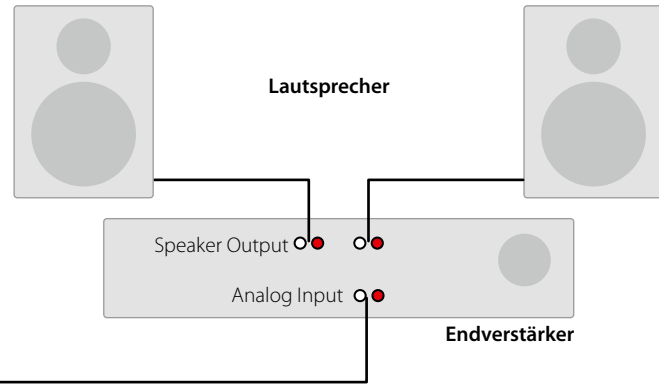 Lautsprecher
Speaker Output
Analog Input
Endverstärker